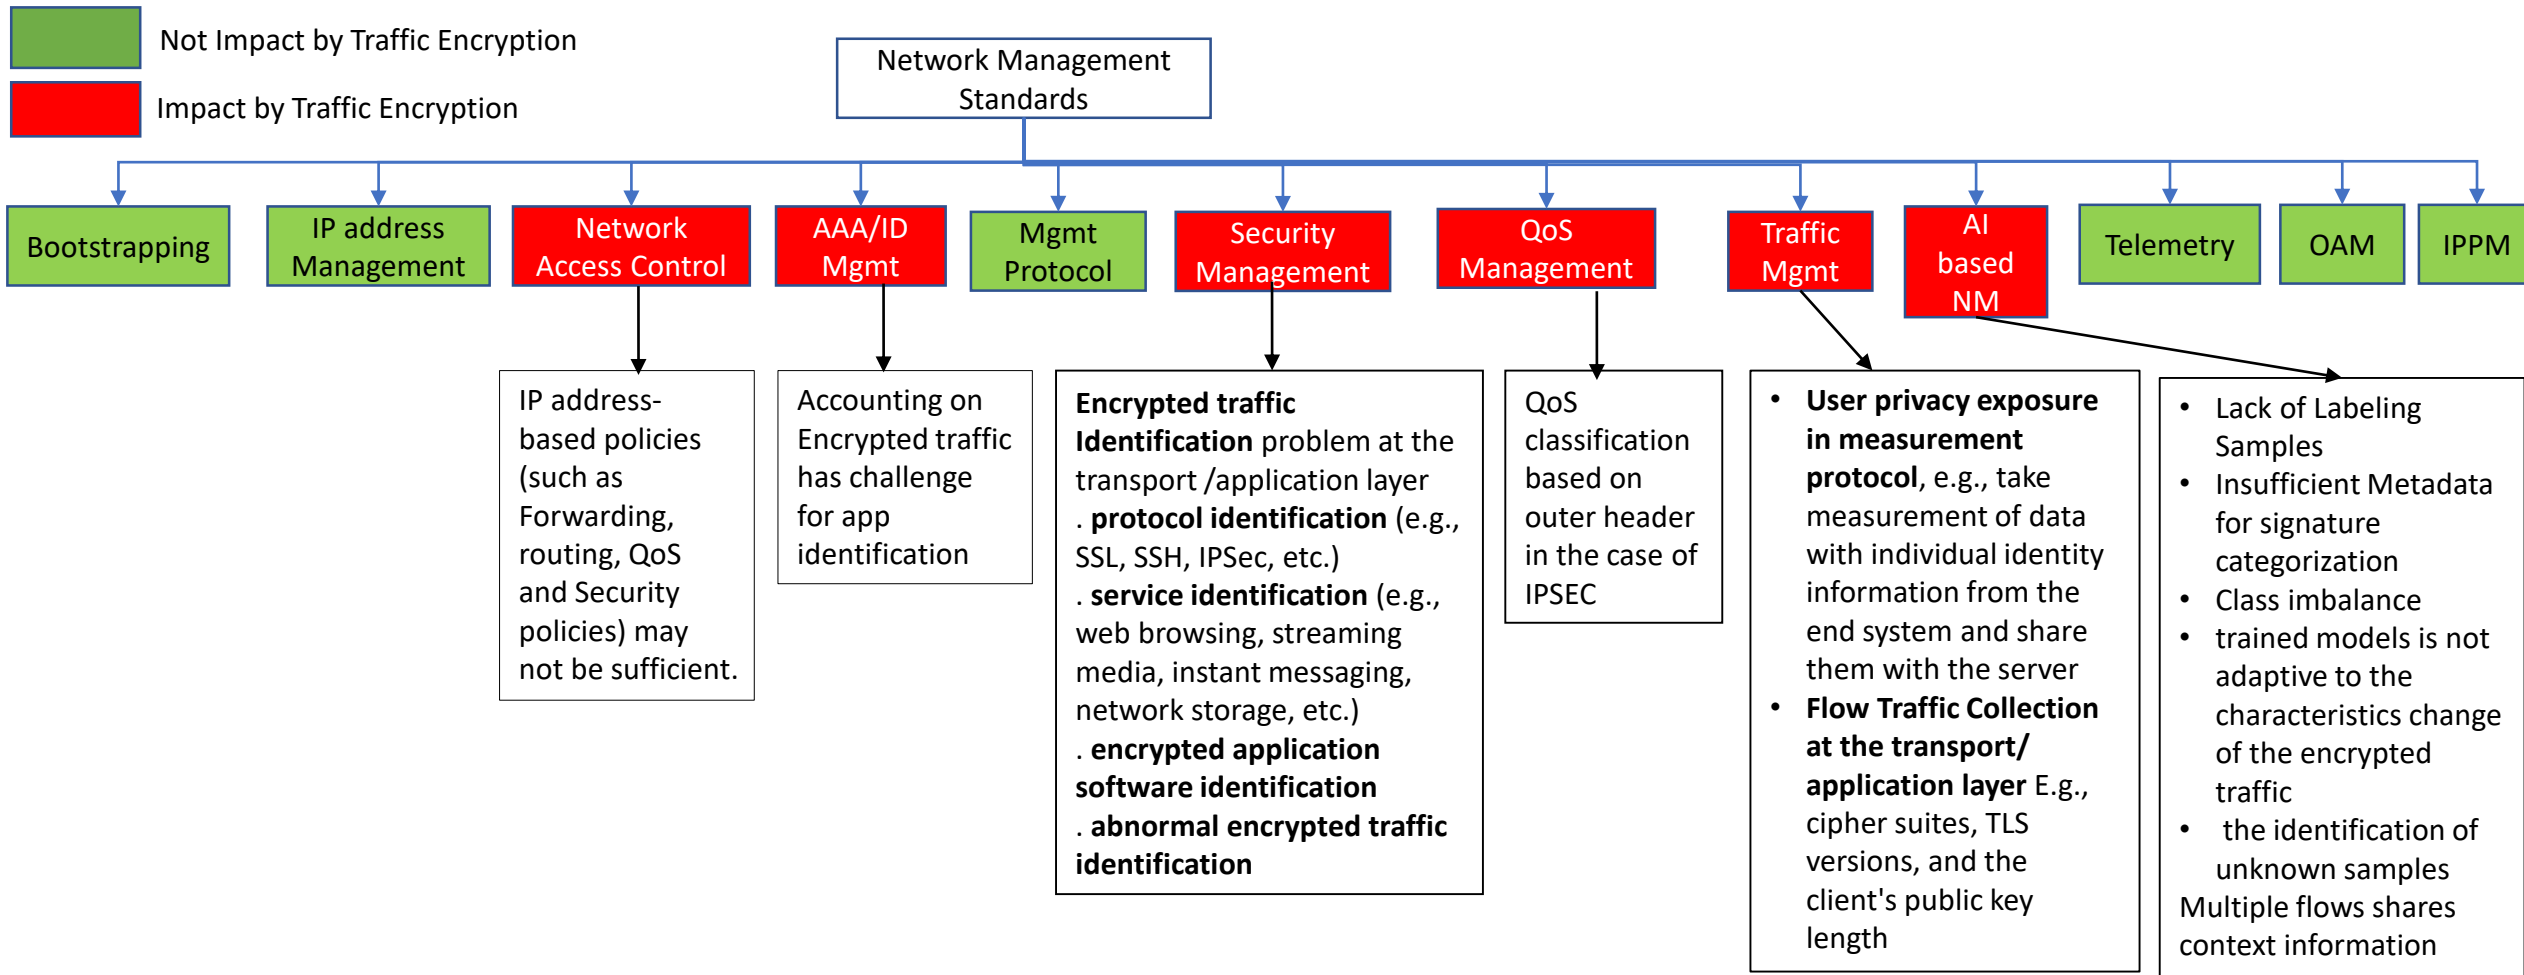 Not Impact by Traffic Encryption
Impact by Traffic Encryption
Network Management
Standards
Bootstrapping
IP address
Management
Network
Access Control
AAA/ID
Mgmt
Mgmt
Protocol
Security
Management
QoS
Management
Traffic
Mgmt
AI
based
NM
Telemetry
OAM
IPPM
IP address-
based policies
(such as
Forwarding,
routing, QoS
and Security
policies) may
not be sufficient.
Accounting on
Encrypted traffic
has challenge
for app
identification
Encrypted traffic
Identification problem at the
transport /application layer
. protocol identification (e.g.,
SSL, SSH, IPSec, etc.)
. service identification (e.g.,
web browsing, streaming
media, instant messaging,
network storage, etc.)
. encrypted application
software identification
. abnormal encrypted traffic
identification
QoS
classification
based on
outer header
in the case of
IPSEC
• User privacy exposure
in measurement
protocol, e.g., take
measurement of data
with individual identity
information from the
end system and share
them with the server
• Flow Traffic Collection
at the transport/
application layer E.g.,
cipher suites, TLS
versions, and the
client's public key
length
• Lack of Labeling
Samples
• Insufficient Metadata
for signature
categorization
• Class imbalance
• trained models is not
adaptive to the
characteristics change
of the encrypted
traffic
• the identification of
unknown samples
Multiple flows shares
context information